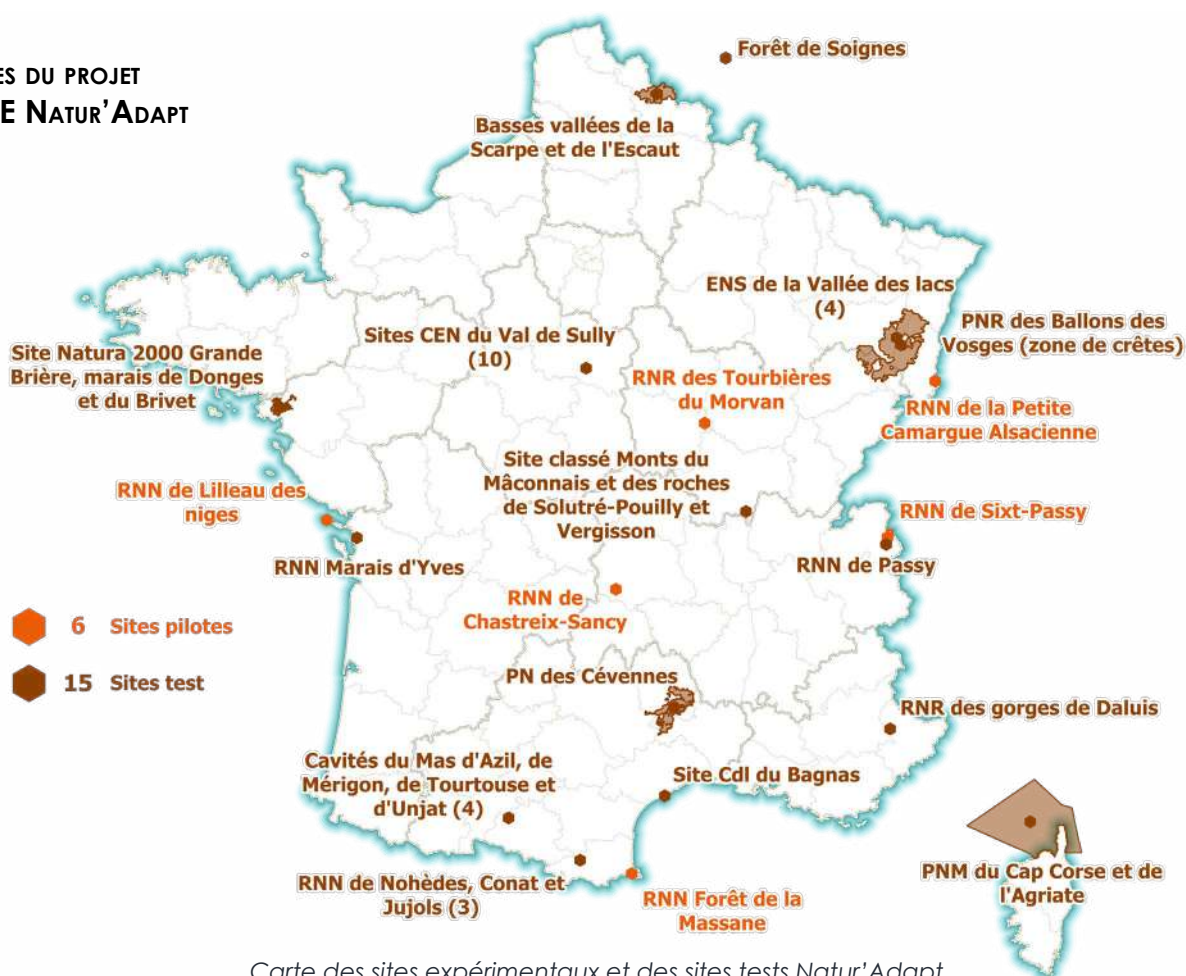 ES DU PROJET
E NATUR'ADAPT
Forêt de Soignes
Basses vallées de la
Scarpe et de l'Escaut
ENS de la Vallée des lacs
(4)
PNR des Ballons des
Vosges (zone de crêtes)
Sites CEN du Val de Sully
(10)
Site Natura 2000 Grande
Brière, marais de Donges
et du Brivet
RNR des Tourbières
du Morvan
RNN de la Petite
Camargue Alsacienne
Site classé Monts du
Mâconnais et des roches
de Solutré-Pouilly et
Vergisson
RNN de Lilleau des
niges
RNN de Sixt-Passy
RNN Marais d'Yves
RNN de Passy
RNN de
Chastreix-Sancy
6 Sites pilotes
15 Sites test
PN des Cévennes
RNR des gorges de Daluis
Cavités du Mas d'Azil, de
Mérigon, de Tourtouse et
d'Unjat (4)
Site Cdl du Bagnas
RNN de Nohèdes, Conat et
Jujols (3)
RNN Forêt de la
Massane
PNM du Cap Corse et de
l'Agriate
Carte des sites expérimentaux et des sites tests Natur'Adapt